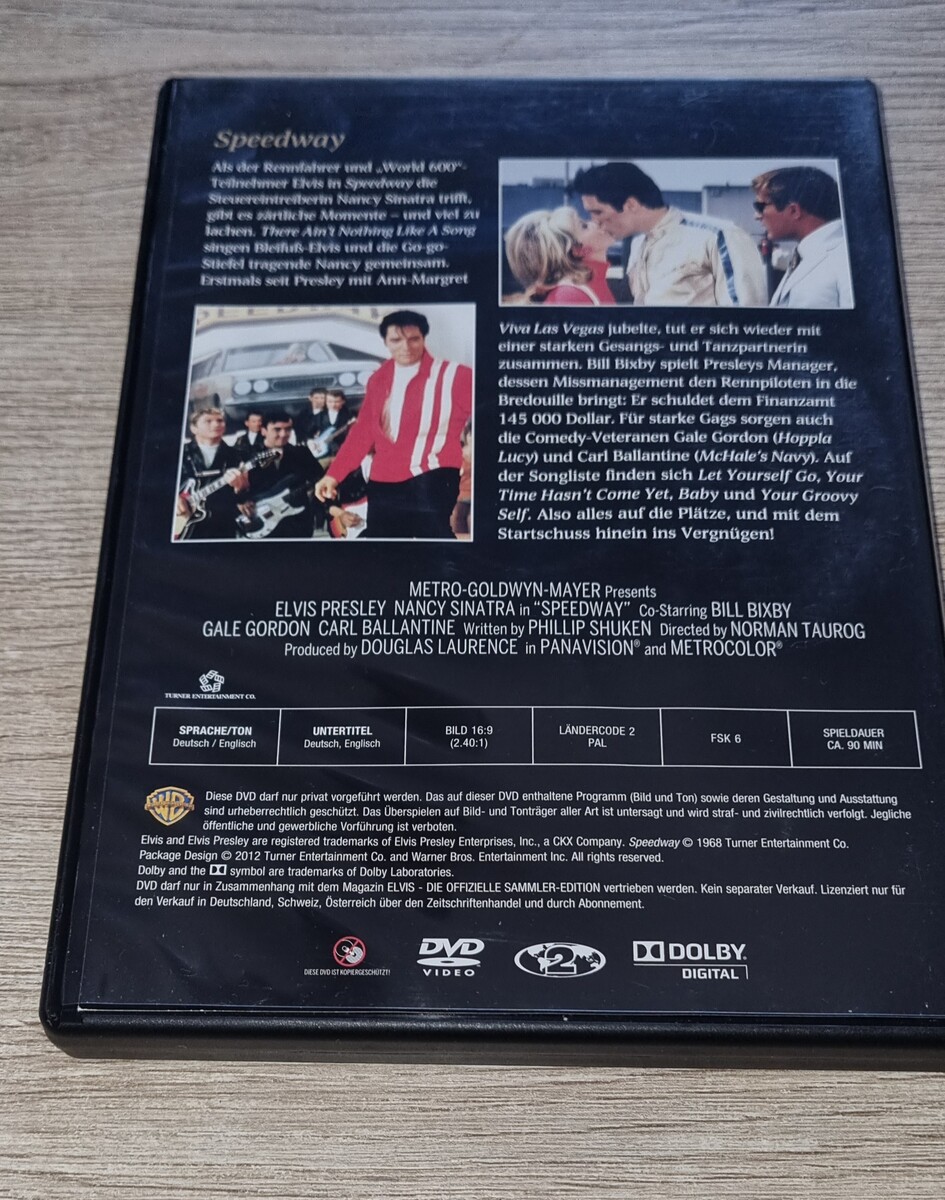 Speedway
Als der Rennfahrer und „World 600“-
Teilnehmer Elvis in Speedway die
Steuereintreiberin Nancy Sinatra trifft,
gibt es zärtliche Momente – und viel zu
lachen. There Ain't Nothing Like A Song
singen Bleifuß-Elvis und die Go-go-
Stiefel tragende Nancy gemeinsam.
Erstmals seit Presley mit Ann-Margret
Viva Las Vegas jubelte, tut er sich wieder mit
einer starken Gesangs- und Tanzpartnerin
zusammen. Bill Bixby spielt Presleys Manager,
dessen Missmanagement den Rennpiloten in die
Bredouille bringt: Er schuldet dem Finanzamt
145 000 Dollar. Für starke Gags sorgen auch
die Comedy-Veteranen Gale Gordon (Hoppla
Lucy) und Carl Ballantine (McHale's Navy). Auf
der Songliste finden sich Let Yourself Go, Your
Time Hasn't Come Yet, Baby und Your Groovy
Self. Also alles auf die Plätze, und mit dem
Startschuss hinein ins Vergnügen!
METRO-GOLDWYN-MAYER Presents
ELVIS PRESLEY NANCY SINATRA in “SPEEDWAY” Co-Starring BILL BIXBY
GALE GORDON CARL BALLANTINE Written by PHILLIP SHUKEN Directed by NORMAN TAUROG
Produced by DOUGLAS LAURENCE in PANAVISION® and METROCOLOR®
TURNER ENTERTAINMENT CO.
SPRACHE/TON
Deutsch / Englisch
UNTERTITEL
Deutsch, Englisch
BILD 16:9
(2.40:1)
LÄNDERCODE 2
PAL
FSK 6
SPIELDAUER
CA. 90 MIN
WB
Diese DVD darf nur privat vorgeführt werden. Das auf dieser DVD enthaltene Programm (Bild und Ton) sowie deren Gestaltung und Ausstattung
sind urheberrechtlich geschützt. Das Überspielen auf Bild- und Tonträger aller Art ist untersagt und wird straf- und zivilrechtlich verfolgt. Jegliche
öffentliche und gewerbliche Vorführung ist verboten.
Elvis and Elvis Presley are registered trademarks of Elvis Presley Enterprises, Inc., a CKX Company. Speedway © 1968 Turner Entertainment Co.
Package Design © 2012 Turner Entertainment Co. and Warner Bros. Entertainment Inc. All rights reserved.
Dolby and the symbol are trademarks of Dolby Laboratories.
DVD darf nur in Zusammenhang mit dem Magazin ELVIS - DIE OFFIZIELLE SAMMLER-EDITION vertrieben werden. Kein separater Verkauf. Lizenziert nur für
den Verkauf in Deutschland, Schweiz, Österreich über den Zeitschriftenhandel und durch Abonnement.
DIESE DVD IST KOPIERGESCHÜTZT!
DVD
VIDEO
2
DOLBY
DIGITAL